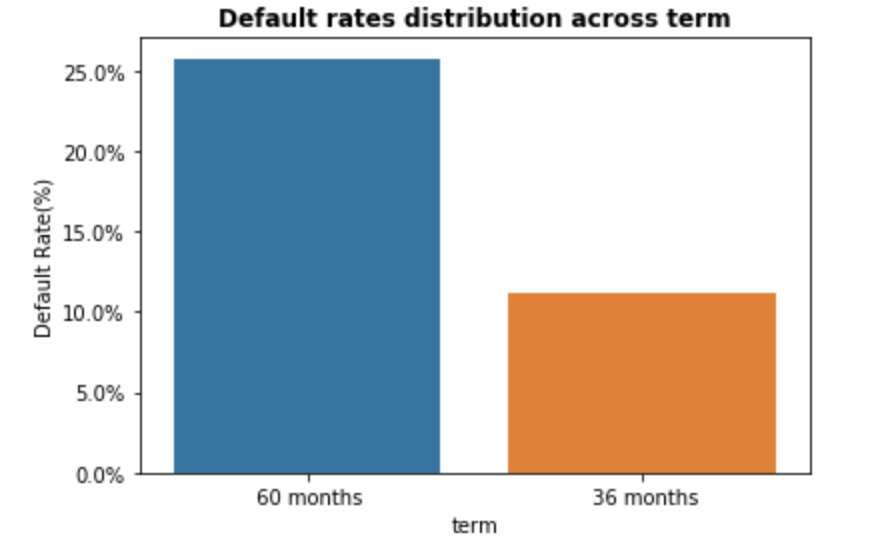 Default rates distribution across term
Default Rate(%)
25.0%
20.0%
15.0%
10.0%
5.0%
0.0%
60 months
36 months
term